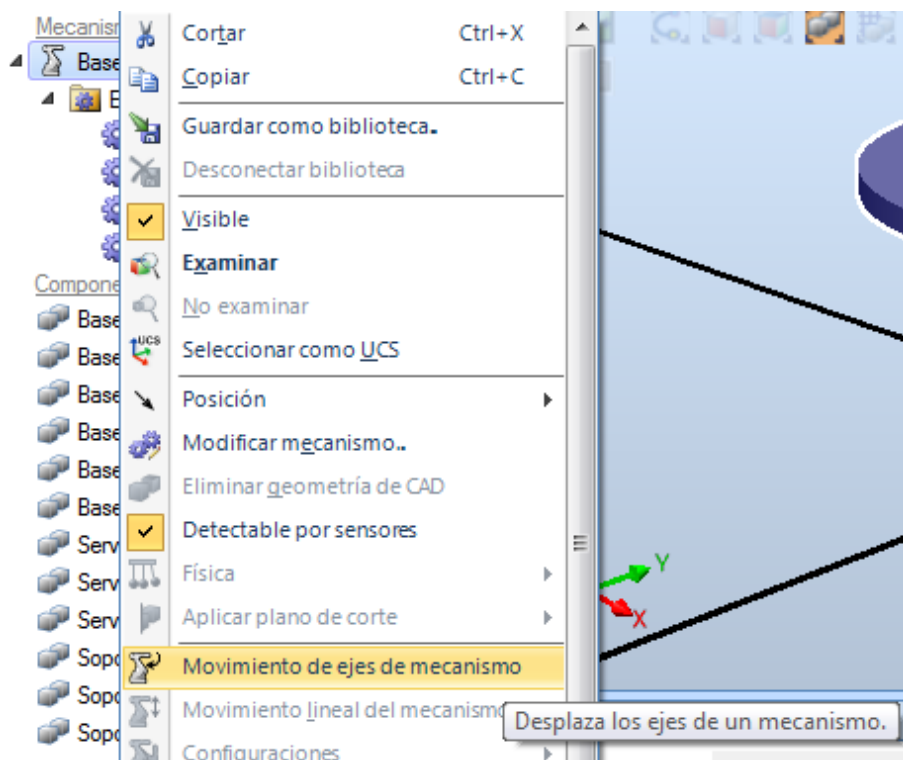 Mecanism
Base
E
Compone
Base
Base
Base
Base
Base
Base
Serv
Serv
Serv
Sopo
Sopo
Sopo
Cortar Ctrl+X
Copiar Ctrl+C
Guardar como biblioteca..
Desconectar biblioteca
Visible
Examinar
No examinar
UCS Seleccionar como UCS
Posición
Modificar mecanismo..
Eliminar geometría de CAD
Detectable por sensores
Física
Aplicar plano de corte
Movimiento de ejes de mecanismo
Movimiento lineal del mecanismo
Configuraciones
Desplaza los ejes de un mecanismo.
Y
X